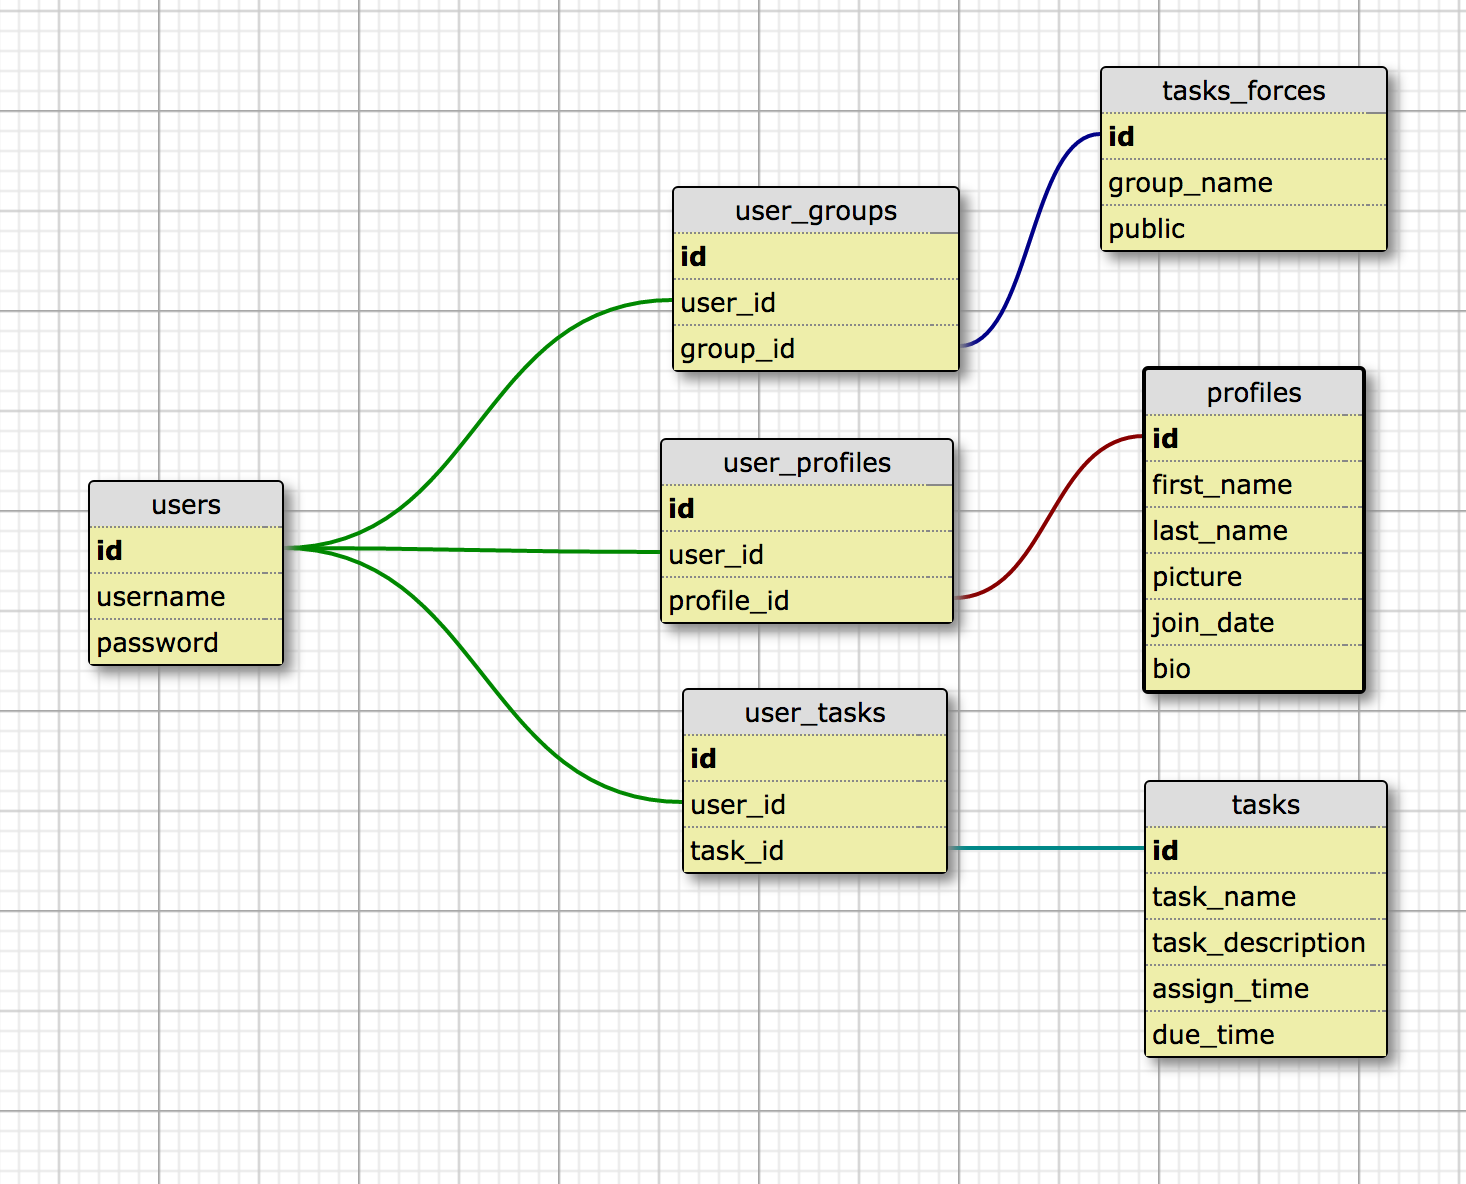 users
id
username
password
user_groups
id
user_id
group_id
user_profiles
id
user_id
profile_id
user_tasks
id
user_id
task_id
tasks_forces
id
group_name
public
profiles
id
first_name
last_name
picture
join_date
bio
tasks
id
task_name
task_description
assign_time
due_time